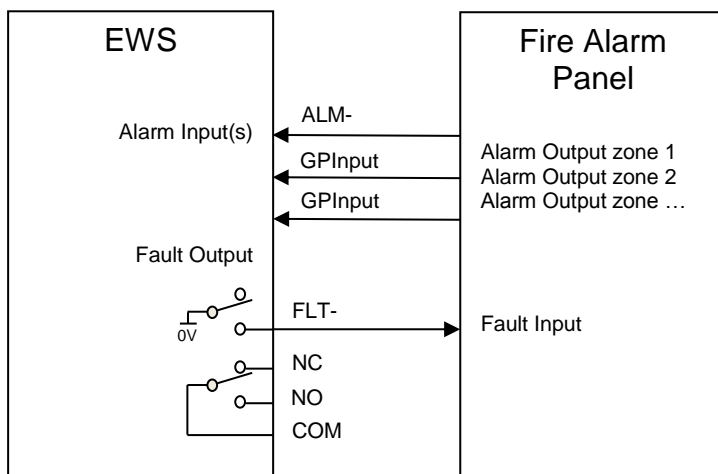 EWS
Fire Alarm
Panel
ALM-
Alarm Input(s)
GPInput
Alarm Output zone 1
Alarm Output zone 2
GPInput
Alarm Output zone …
Fault Output
FLT-
Fault Input
0V
NC
NO
COM